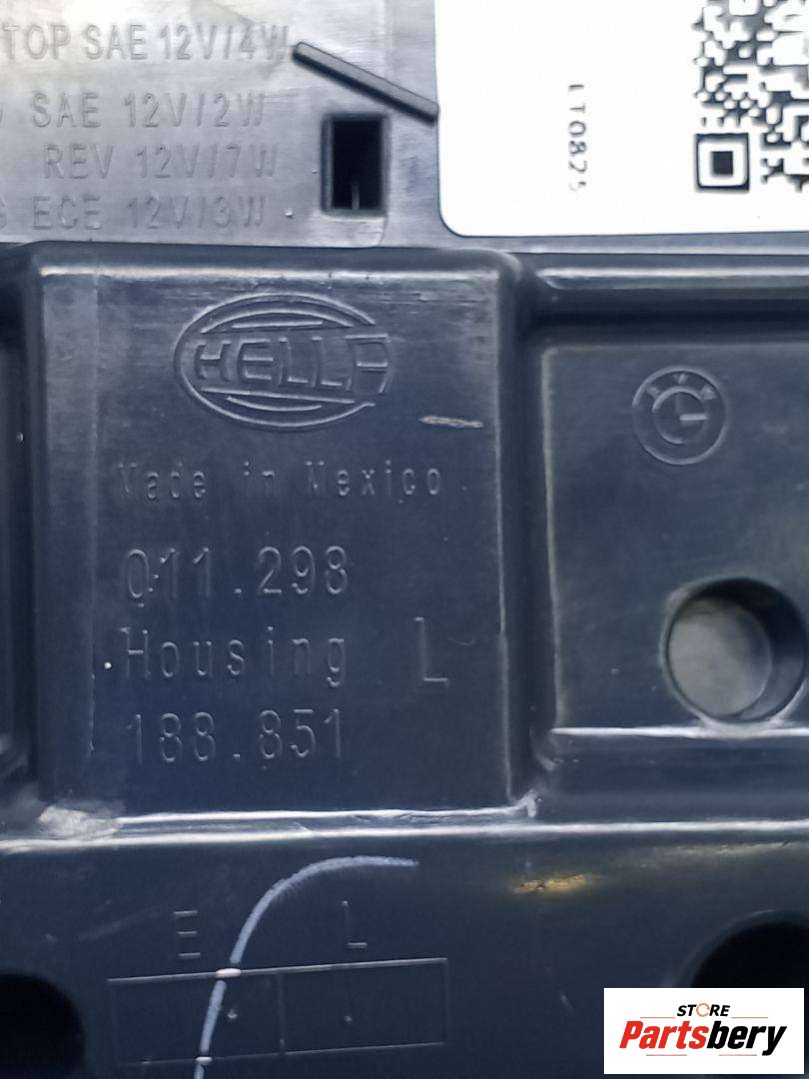 TOP SAE 12V/4W
SAE 12V/2W
REV 12V/7W
ECE 12V/3W
HELLA
Made in Mexico
011.298
Housing L
188.851
E L
STORE
Partsbery